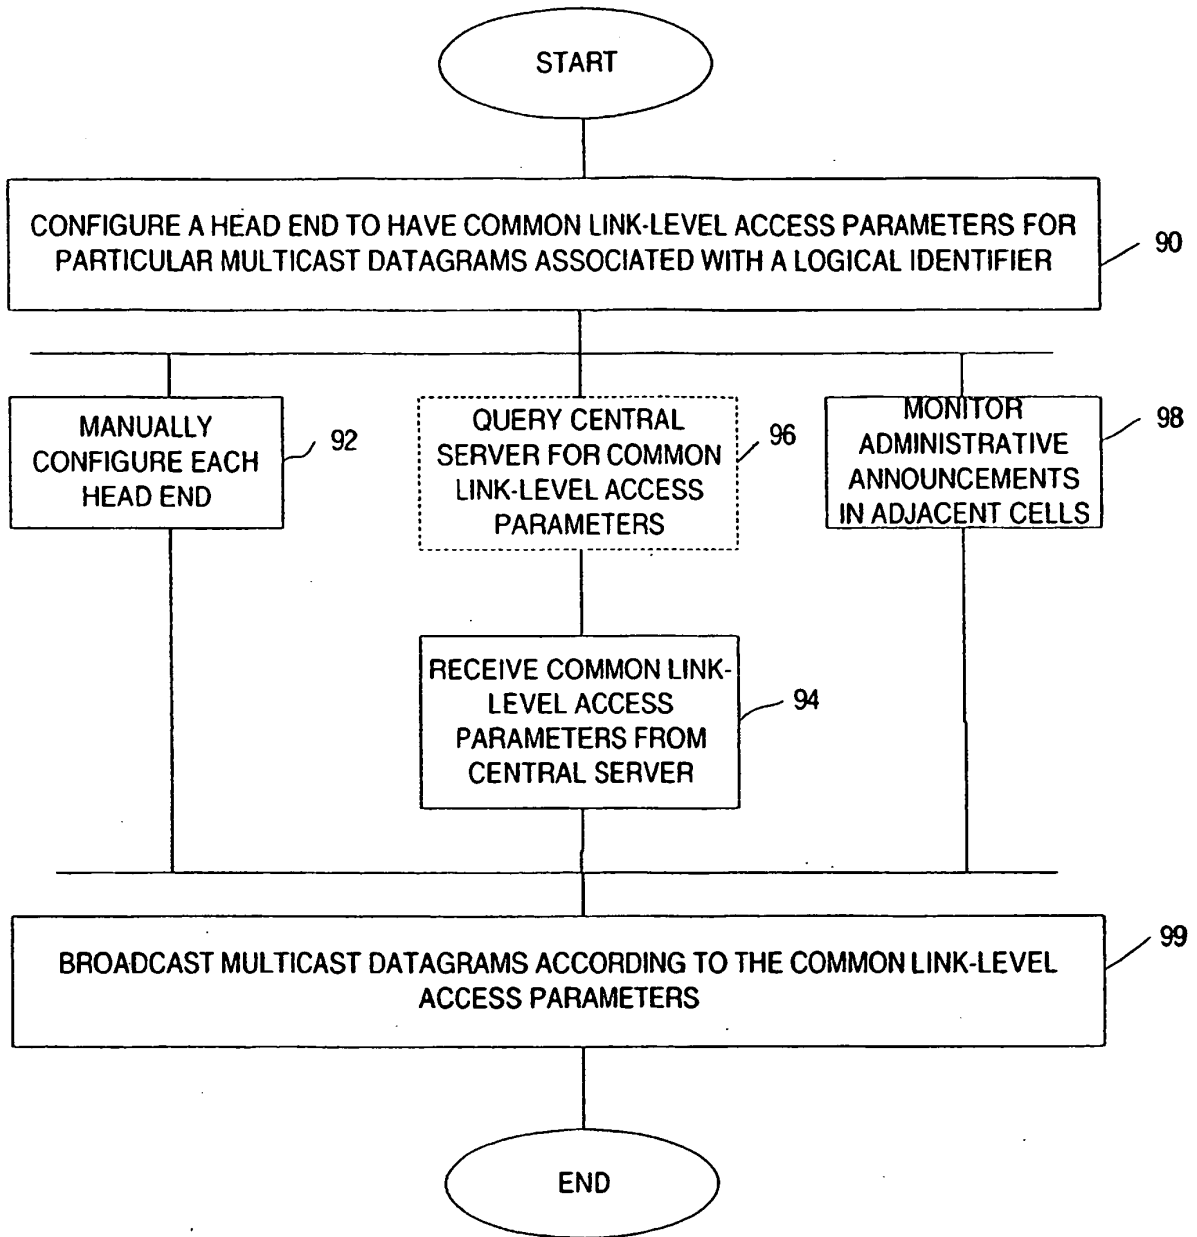 START
CONFIGURE A HEAD END TO HAVE COMMON LINK-LEVEL ACCESS PARAMETERS FOR
PARTICULAR MULTICAST DATAGRAMS ASSOCIATED WITH A LOGICAL IDENTIFIER
90
MANUALLY
CONFIGURE EACH
HEAD END
92
QUERY CENTRAL
SERVER FOR COMMON
LINK-LEVEL ACCESS
PARAMETERS
96
MONITOR
ADMINISTRATIVE
ANNOUNCEMENTS
IN ADJACENT CELLS
98
RECEIVE COMMON LINK-
LEVEL ACCESS
PARAMETERS FROM
CENTRAL SERVER
94
BROADCAST MULTICAST DATAGRAMS ACCORDING TO THE COMMON LINK-LEVEL
ACCESS PARAMETERS
99
END